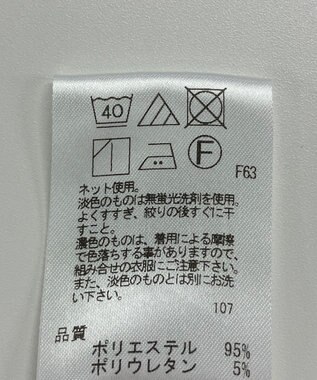 40
F
F63
ネット使用。
淡色のものは無蛍光洗剤を使用。
よくすすぎ、絞りの後すぐに干
すこと。
濃色のものは、着用による摩擦
で色落ちする事がありますので、
組み合せの衣服にご注意下さい。
また、淡色のものとは別にお洗
い下さい。
107
品質
ポリエステル 95%
ポリウレタン 5%